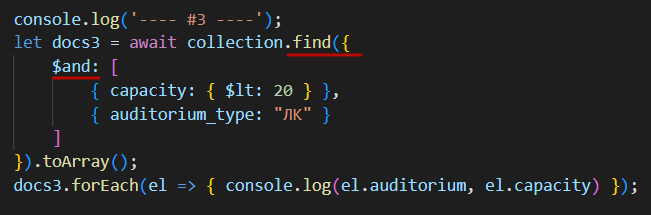 console.log('---- #3 ----');
let docs3 = await collection.find({
    $and: [
        { capacity: { $lt: 20 } },
        { auditorium_type: "ЛК" }
    ]
}).toArray();
docs3.forEach(el => { console.log(el.auditorium, el.capacity) });